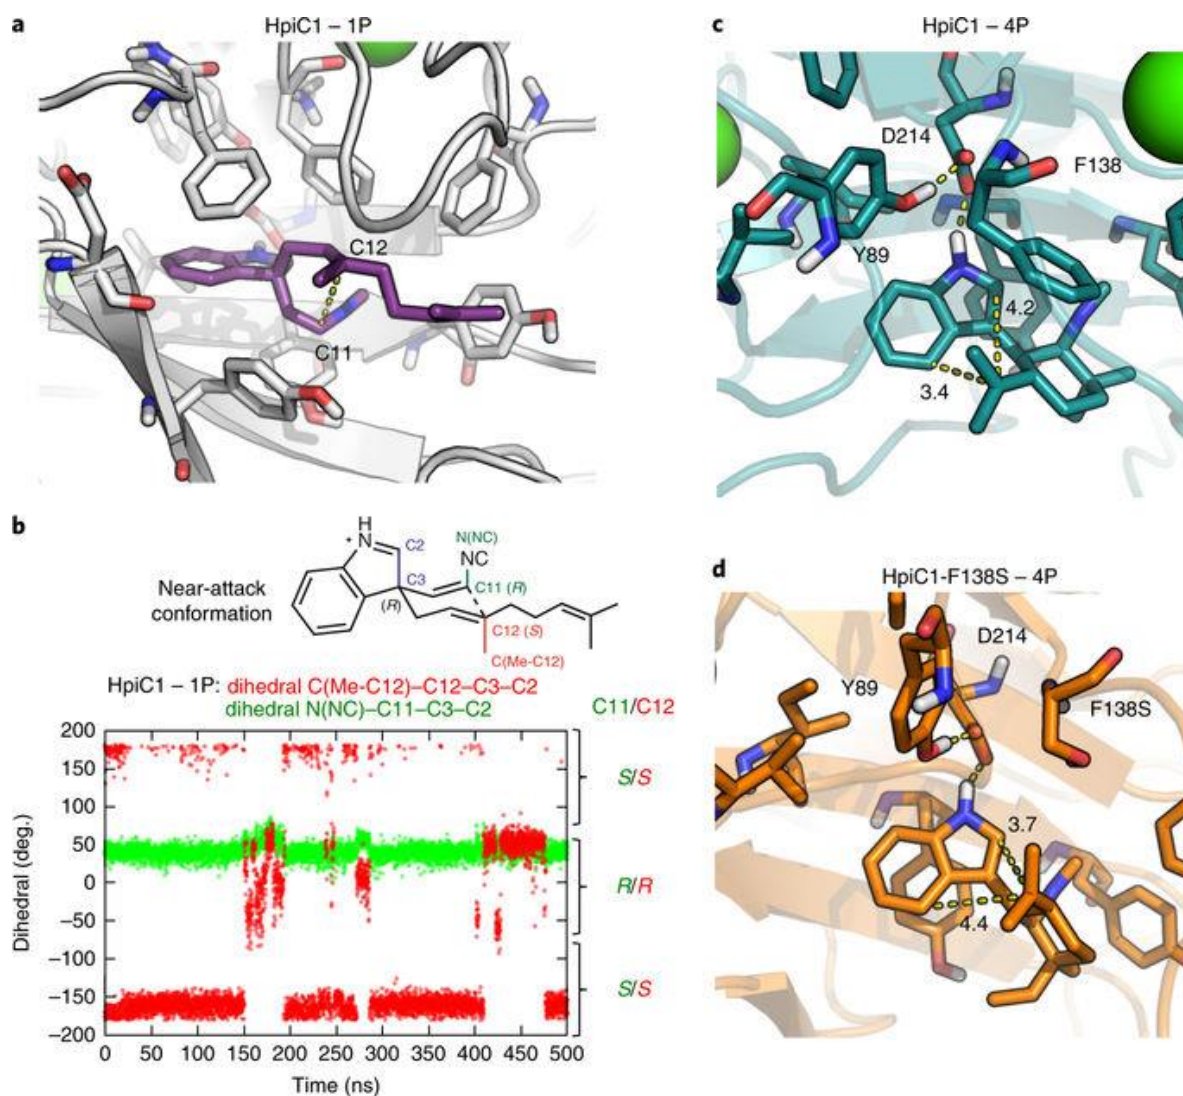 a
HpiC1 – 1P
C12
C11
b
Near-attack
conformation
H
N
+
C2
C3
(R)
N(NC)
NC
C11 (R)
C12 (S)
C(Me-C12)
HpiC1 – 1P: dihedral C(Me-C12)–C12–C3–C2
dihedral N(NC)–C11–C3–C2
C11/C12
Dihedral (deg.)
200
150
100
50
0
–50
–100
–150
–200
S/S
R/R
S/S
0 50 100 150 200 250 300 350 400 450 500
Time (ns)
c
HpiC1 – 4P
D214
F138
Y89
4.2
3.4
d
HpiC1-F138S – 4P
D214
Y89
F138S
3.7
4.4